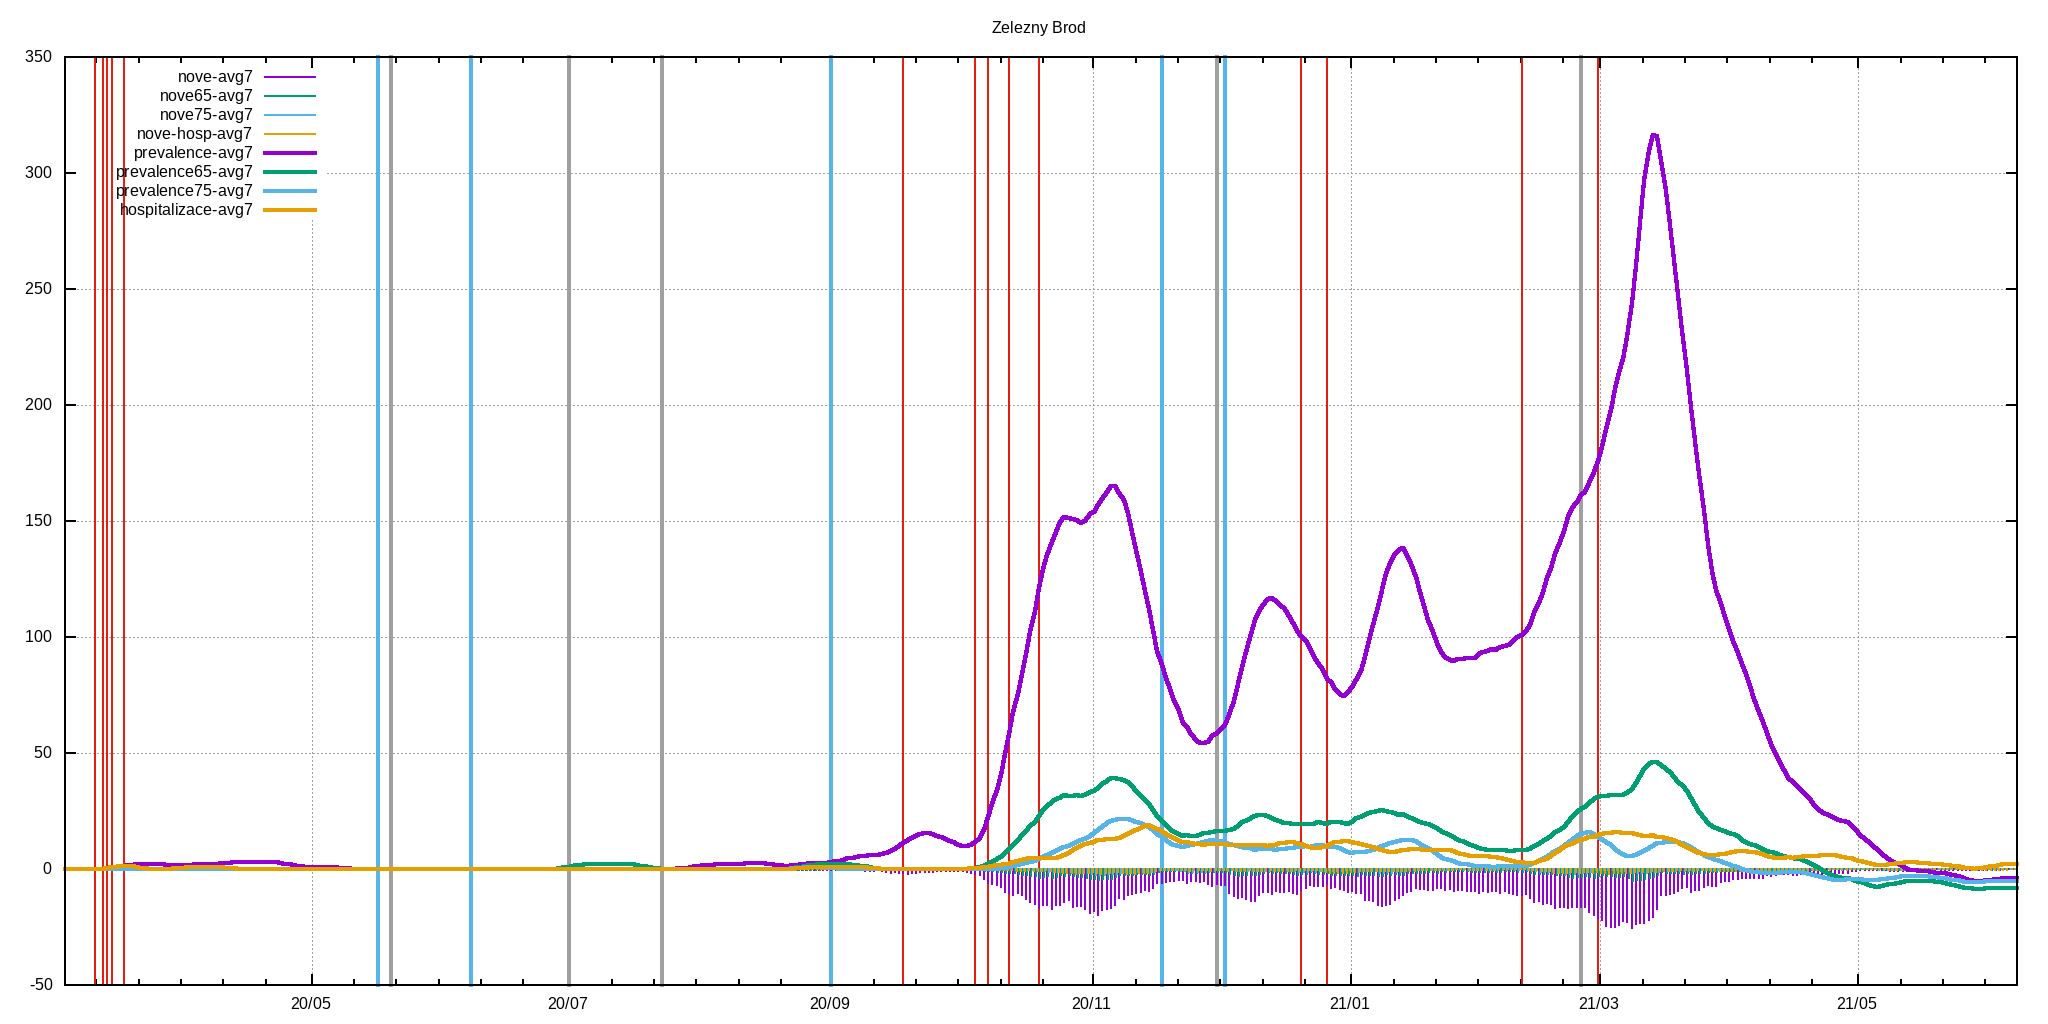 Zelezny Brod
350
300
250
200
150
100
50
0
-50
nove-avg7
nove65-avg7
nove75-avg7
nove-hosp-avg7
prevalence-avg7
prevalence65-avg7
prevalence75-avg7
hospitalizace-avg7
20/05 20/07 20/09 20/11 21/01 21/03 21/05